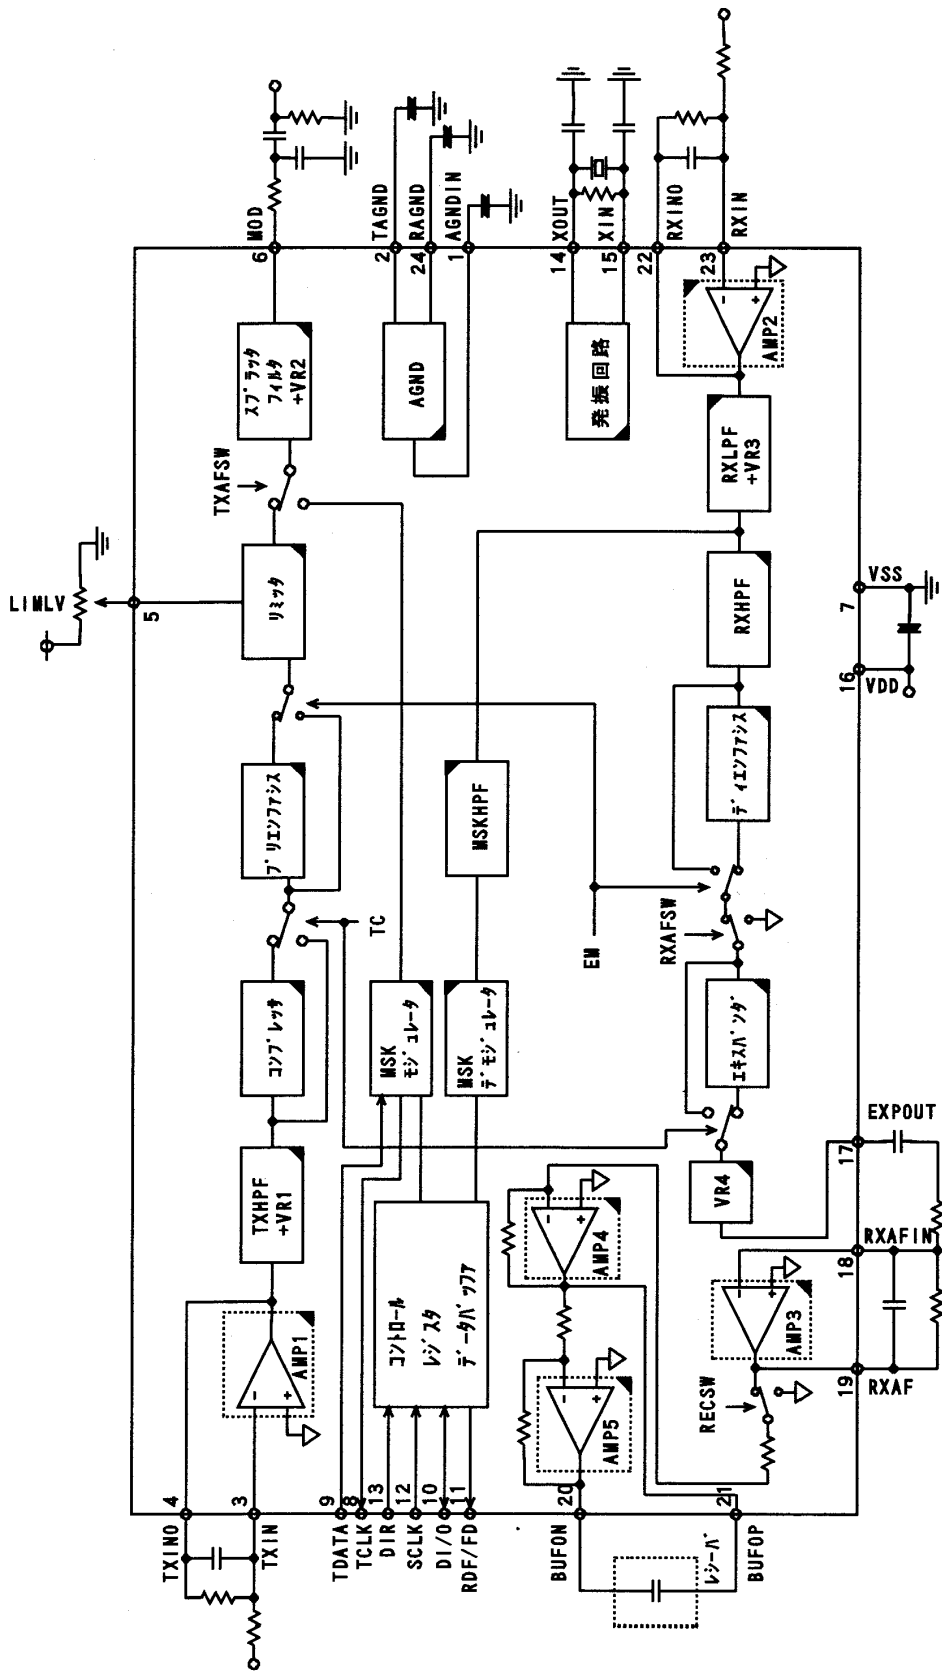 TXINO
4
TXIN
3
TDATA
9
TCLK
8
DIR
13
SCLK
12
DI/O
10
RDF/FD
11
BUFON
20
レシーバ
BUFOP
21
AMP1
TXHPF
+VR1
コンプレッサ
TC
プリエンファシス
リミッタ
LIMLV
5
TXAFSW
スプラッタ
フィルタ
+VR2
MOD
6
TAGND
2
RAGND
24
AGNDIN
1
AGND
コントロール
レジスタ
データバッファ
MSK
モジュレータ
MSK
デモジュレータ
MSKHPF
EM
発振回路
XOUT
14
XIN
15
RXINO
22
RXIN
23
AMP2
RXLPF
+VR3
RXHPF
ディエンファシス
RXAFSW
エキスパンダ
VR4
AMP4
AMP5
AMP3
RECSW
EXPOUT
17
RXAFIN
18
RXAF
19
VDD
16
VSS
7